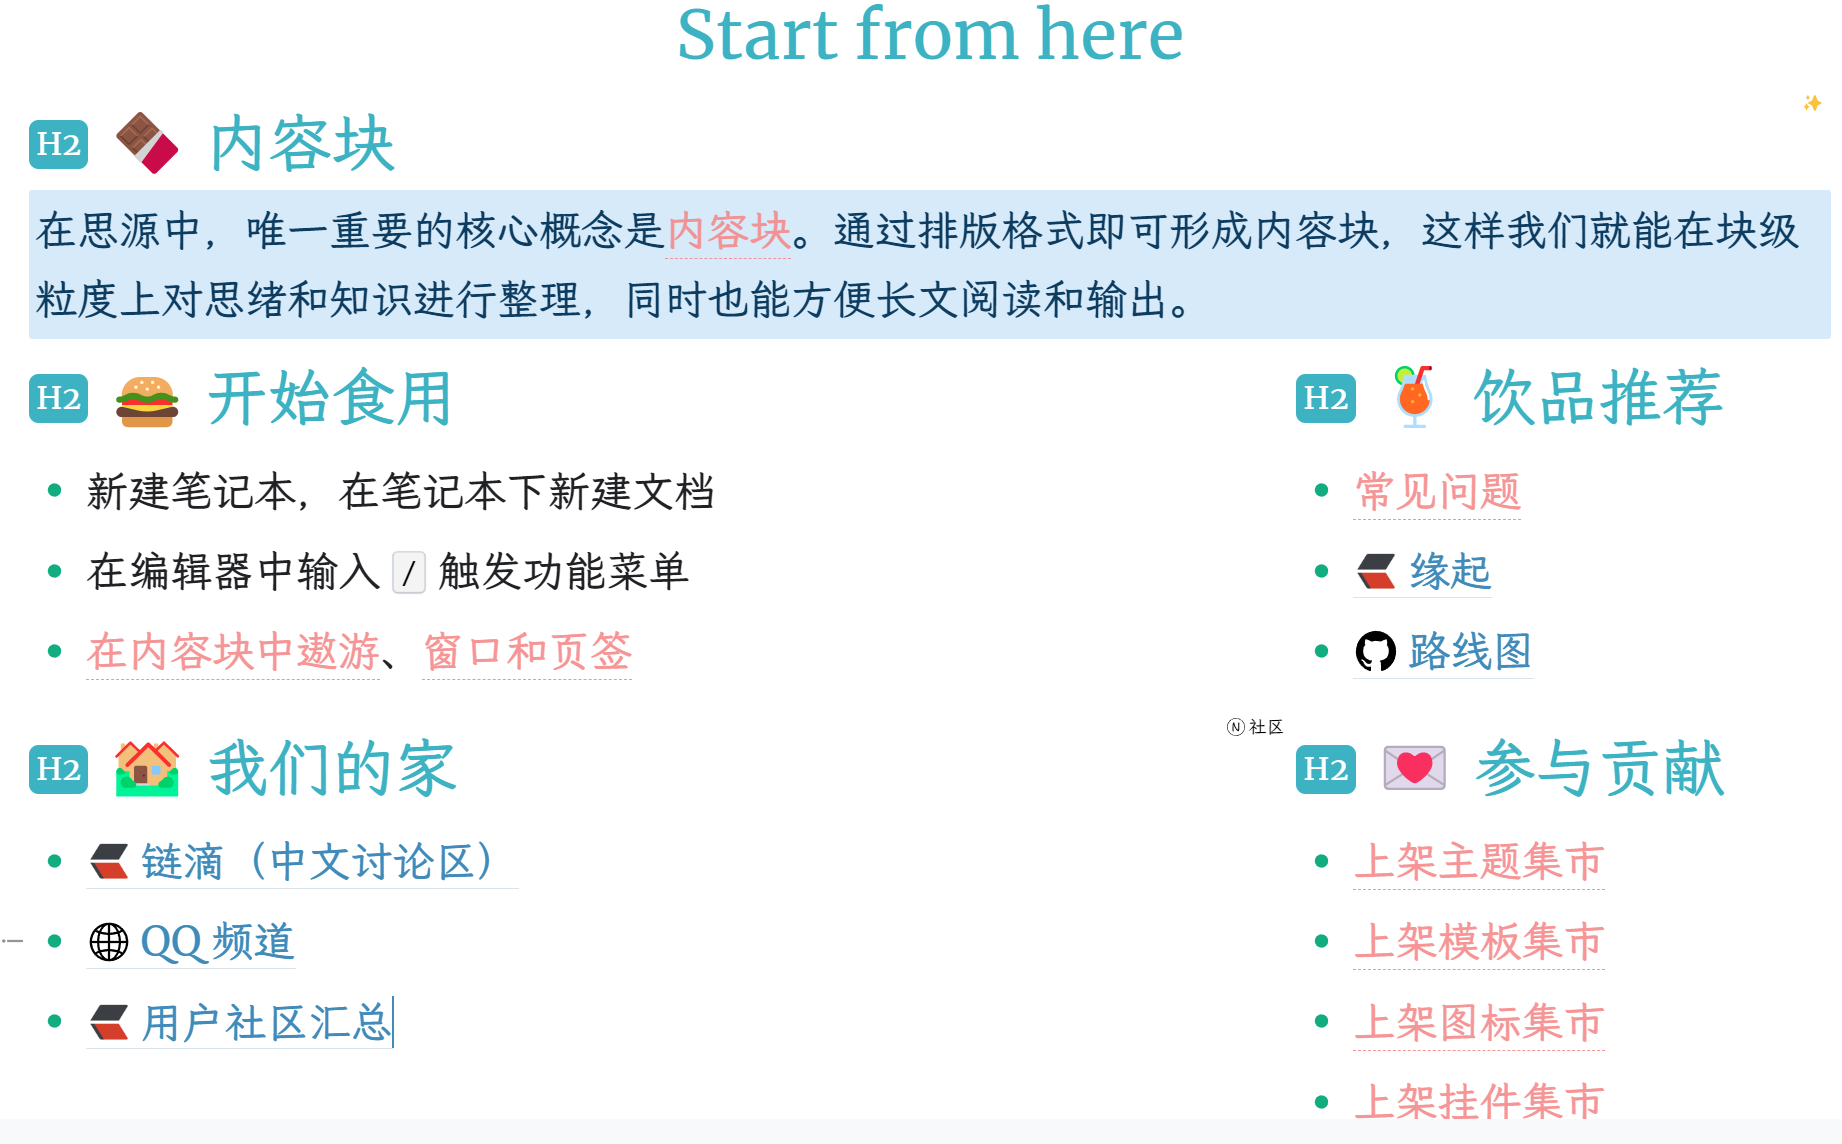 Start from here
H2 内容块
在思源中，唯一重要的核心概念是内容块。通过排版格式即可形成内容块，这样我们就能在块级
粒度上对思绪和知识进行整理，同时也能方便长文阅读和输出。
H2 开始食用
新建笔记本，在笔记本下新建文档
在编辑器中输入 / 触发功能菜单
在内容块中遨游、窗口和页签
H2 饮品推荐
常见问题
缘起
路线图
H2 我们的家
链滴（中文讨论区）
QQ 频道
用户社区汇总
Ⓝ 社区
H2 参与贡献
上架主题集市
上架模板集市
上架图标集市
上架挂件集市